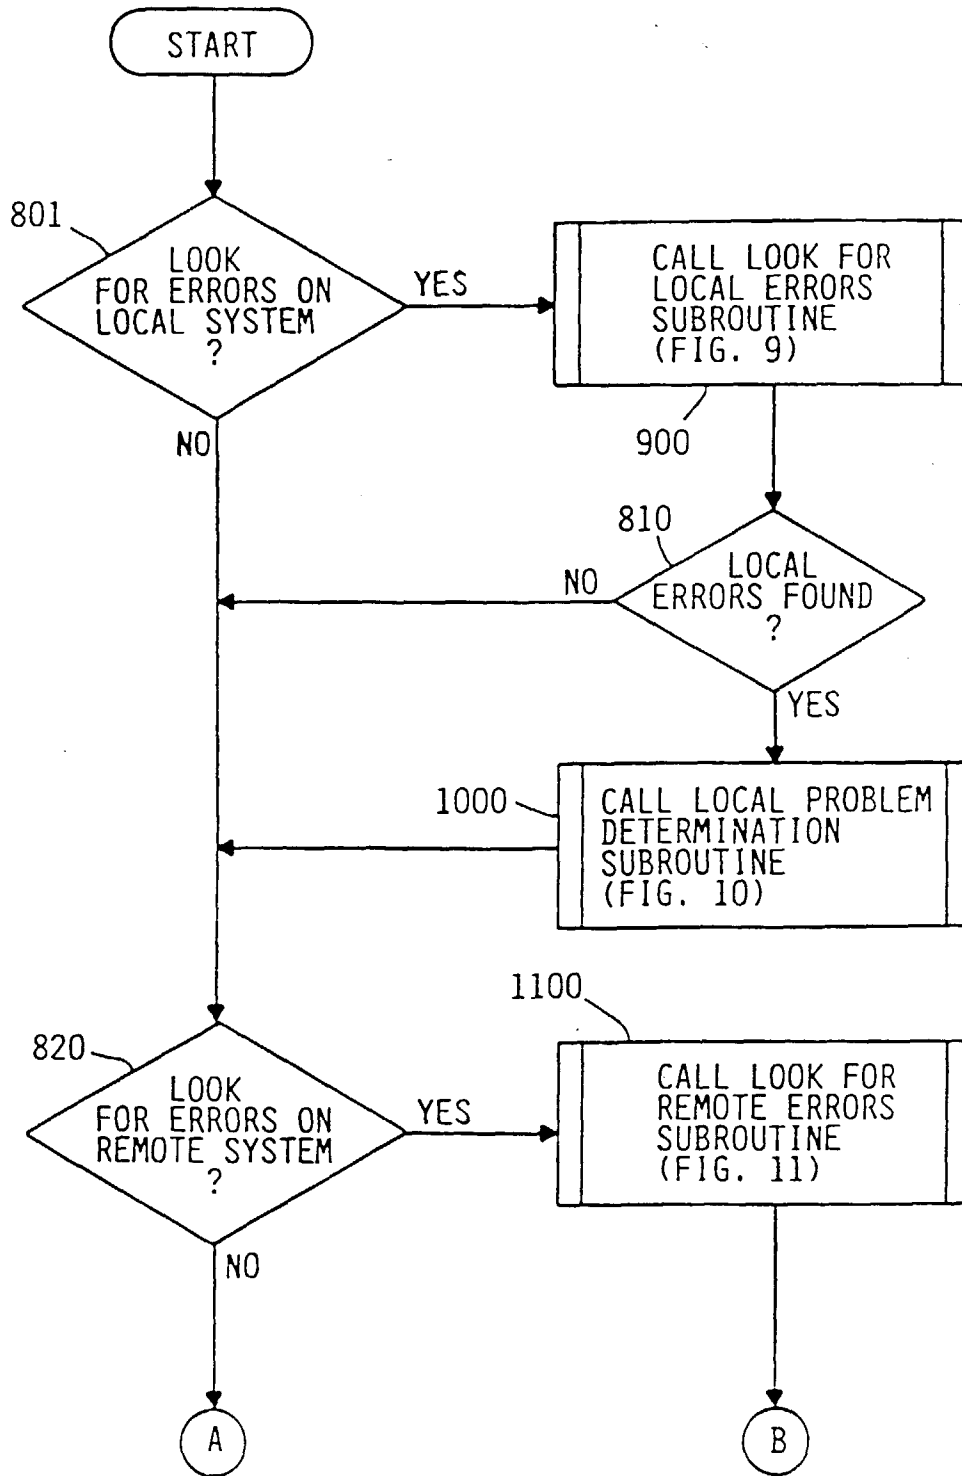 START
801
LOOK
FOR ERRORS ON
LOCAL SYSTEM
?
YES
NO
CALL LOOK FOR
LOCAL ERRORS
SUBROUTINE
(FIG. 9)
900
810
LOCAL
ERRORS FOUND
?
NO
YES
1000
CALL LOCAL PROBLEM
DETERMINATION
SUBROUTINE
(FIG. 10)
820
LOOK
FOR ERRORS ON
REMOTE SYSTEM
?
YES
NO
1100
CALL LOOK FOR
REMOTE ERRORS
SUBROUTINE
(FIG. 11)
A
B